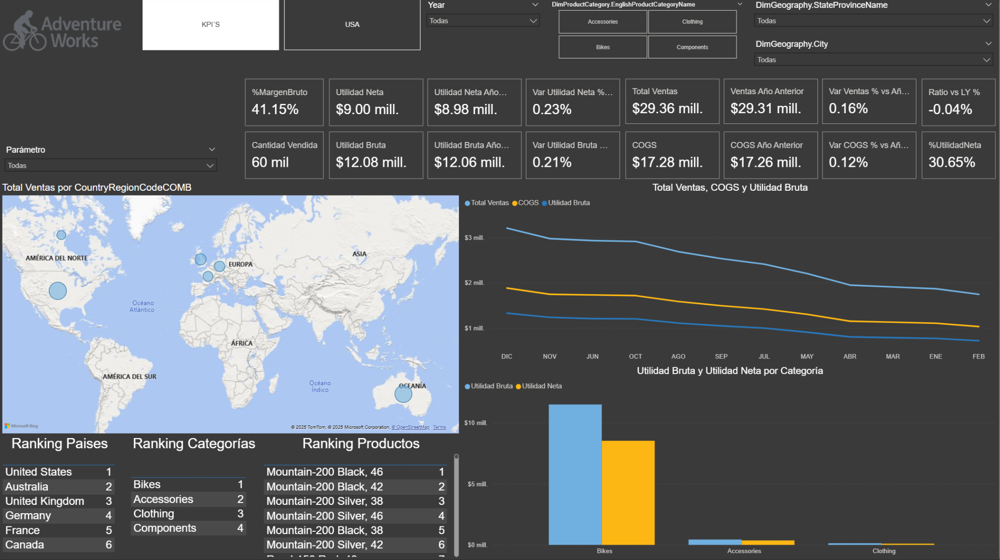 Adventure
Works
KPI´S
USA
Year
Todas
DimProductCategory.EnglishProductCategoryName
Accessories
Clothing
Bikes
Components
DimGeography.StateProvinceName
Todas
DimGeography.City
Todas
%MargenBruto
41.15%
Utilidad Neta
$9.00 mill.
Utilidad Neta Año...
$8.98 mill.
Var Utilidad Neta %...
0.23%
Total Ventas
$29.36 mill.
Ventas Año Anterior
$29.31 mill.
Var Ventas % vs Añ...
0.16%
Ratio vs LY %
-0.04%
Cantidad Vendida
60 mil
Utilidad Bruta
$12.08 mill.
Utilidad Bruta Año...
$12.06 mill.
Var Utilidad Bruta ...
0.21%
COGS
$17.28 mill.
COGS Año Anterior
$17.26 mill.
Var COGS % vs Añ...
0.12%
%UtilidadNeta
30.65%
Parámetro
Todas
Total Ventas por CountryRegionCodeCOMB
AMÉRICA DEL NORTE
EUROPA
ASIA
Océano
Atlántico
ÁFRICA
AMÉRICA DEL SUR
Océano
Índico
OCEANÍA
Microsoft Bing
© 2025 TomTom, © 2025 Microsoft Corporation, © OpenStreetMap Terms
Total Ventas, COGS y Utilidad Bruta
Total Ventas COGS Utilidad Bruta
$3 mill.
$2 mill.
$1 mill.
DIC NOV JUN OCT AGO SEP JUL MAY ABR MAR ENE FEB
Utilidad Bruta y Utilidad Neta por Categoría
Utilidad Bruta Utilidad Neta
$10 mill.
$5 mill.
$0 mill.
Bikes Accessories Clothing
Ranking Paises
United States 1
Australia 2
United Kingdom 3
Germany 4
France 5
Canada 6
Ranking Categorías
Bikes 1
Accessories 2
Clothing 3
Components 4
Ranking Productos
Mountain-200 Black, 46 1
Mountain-200 Black, 42 2
Mountain-200 Silver, 38 3
Mountain-200 Silver, 46 4
Mountain-200 Black, 38 5
Mountain-200 Silver, 42 6